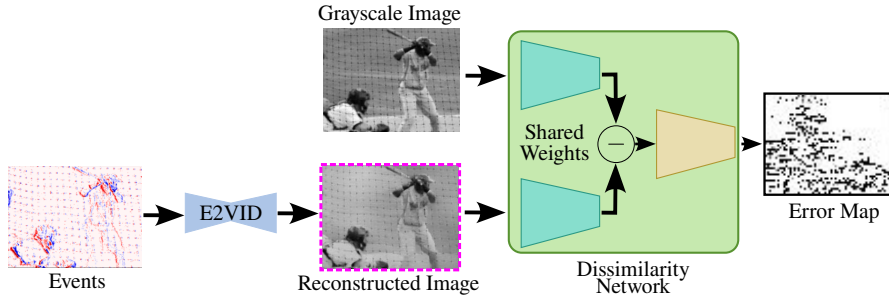 Grayscale Image
Shared
Weights
E2VID
Events
Reconstructed Image
Dissimilarity
Network
Error Map